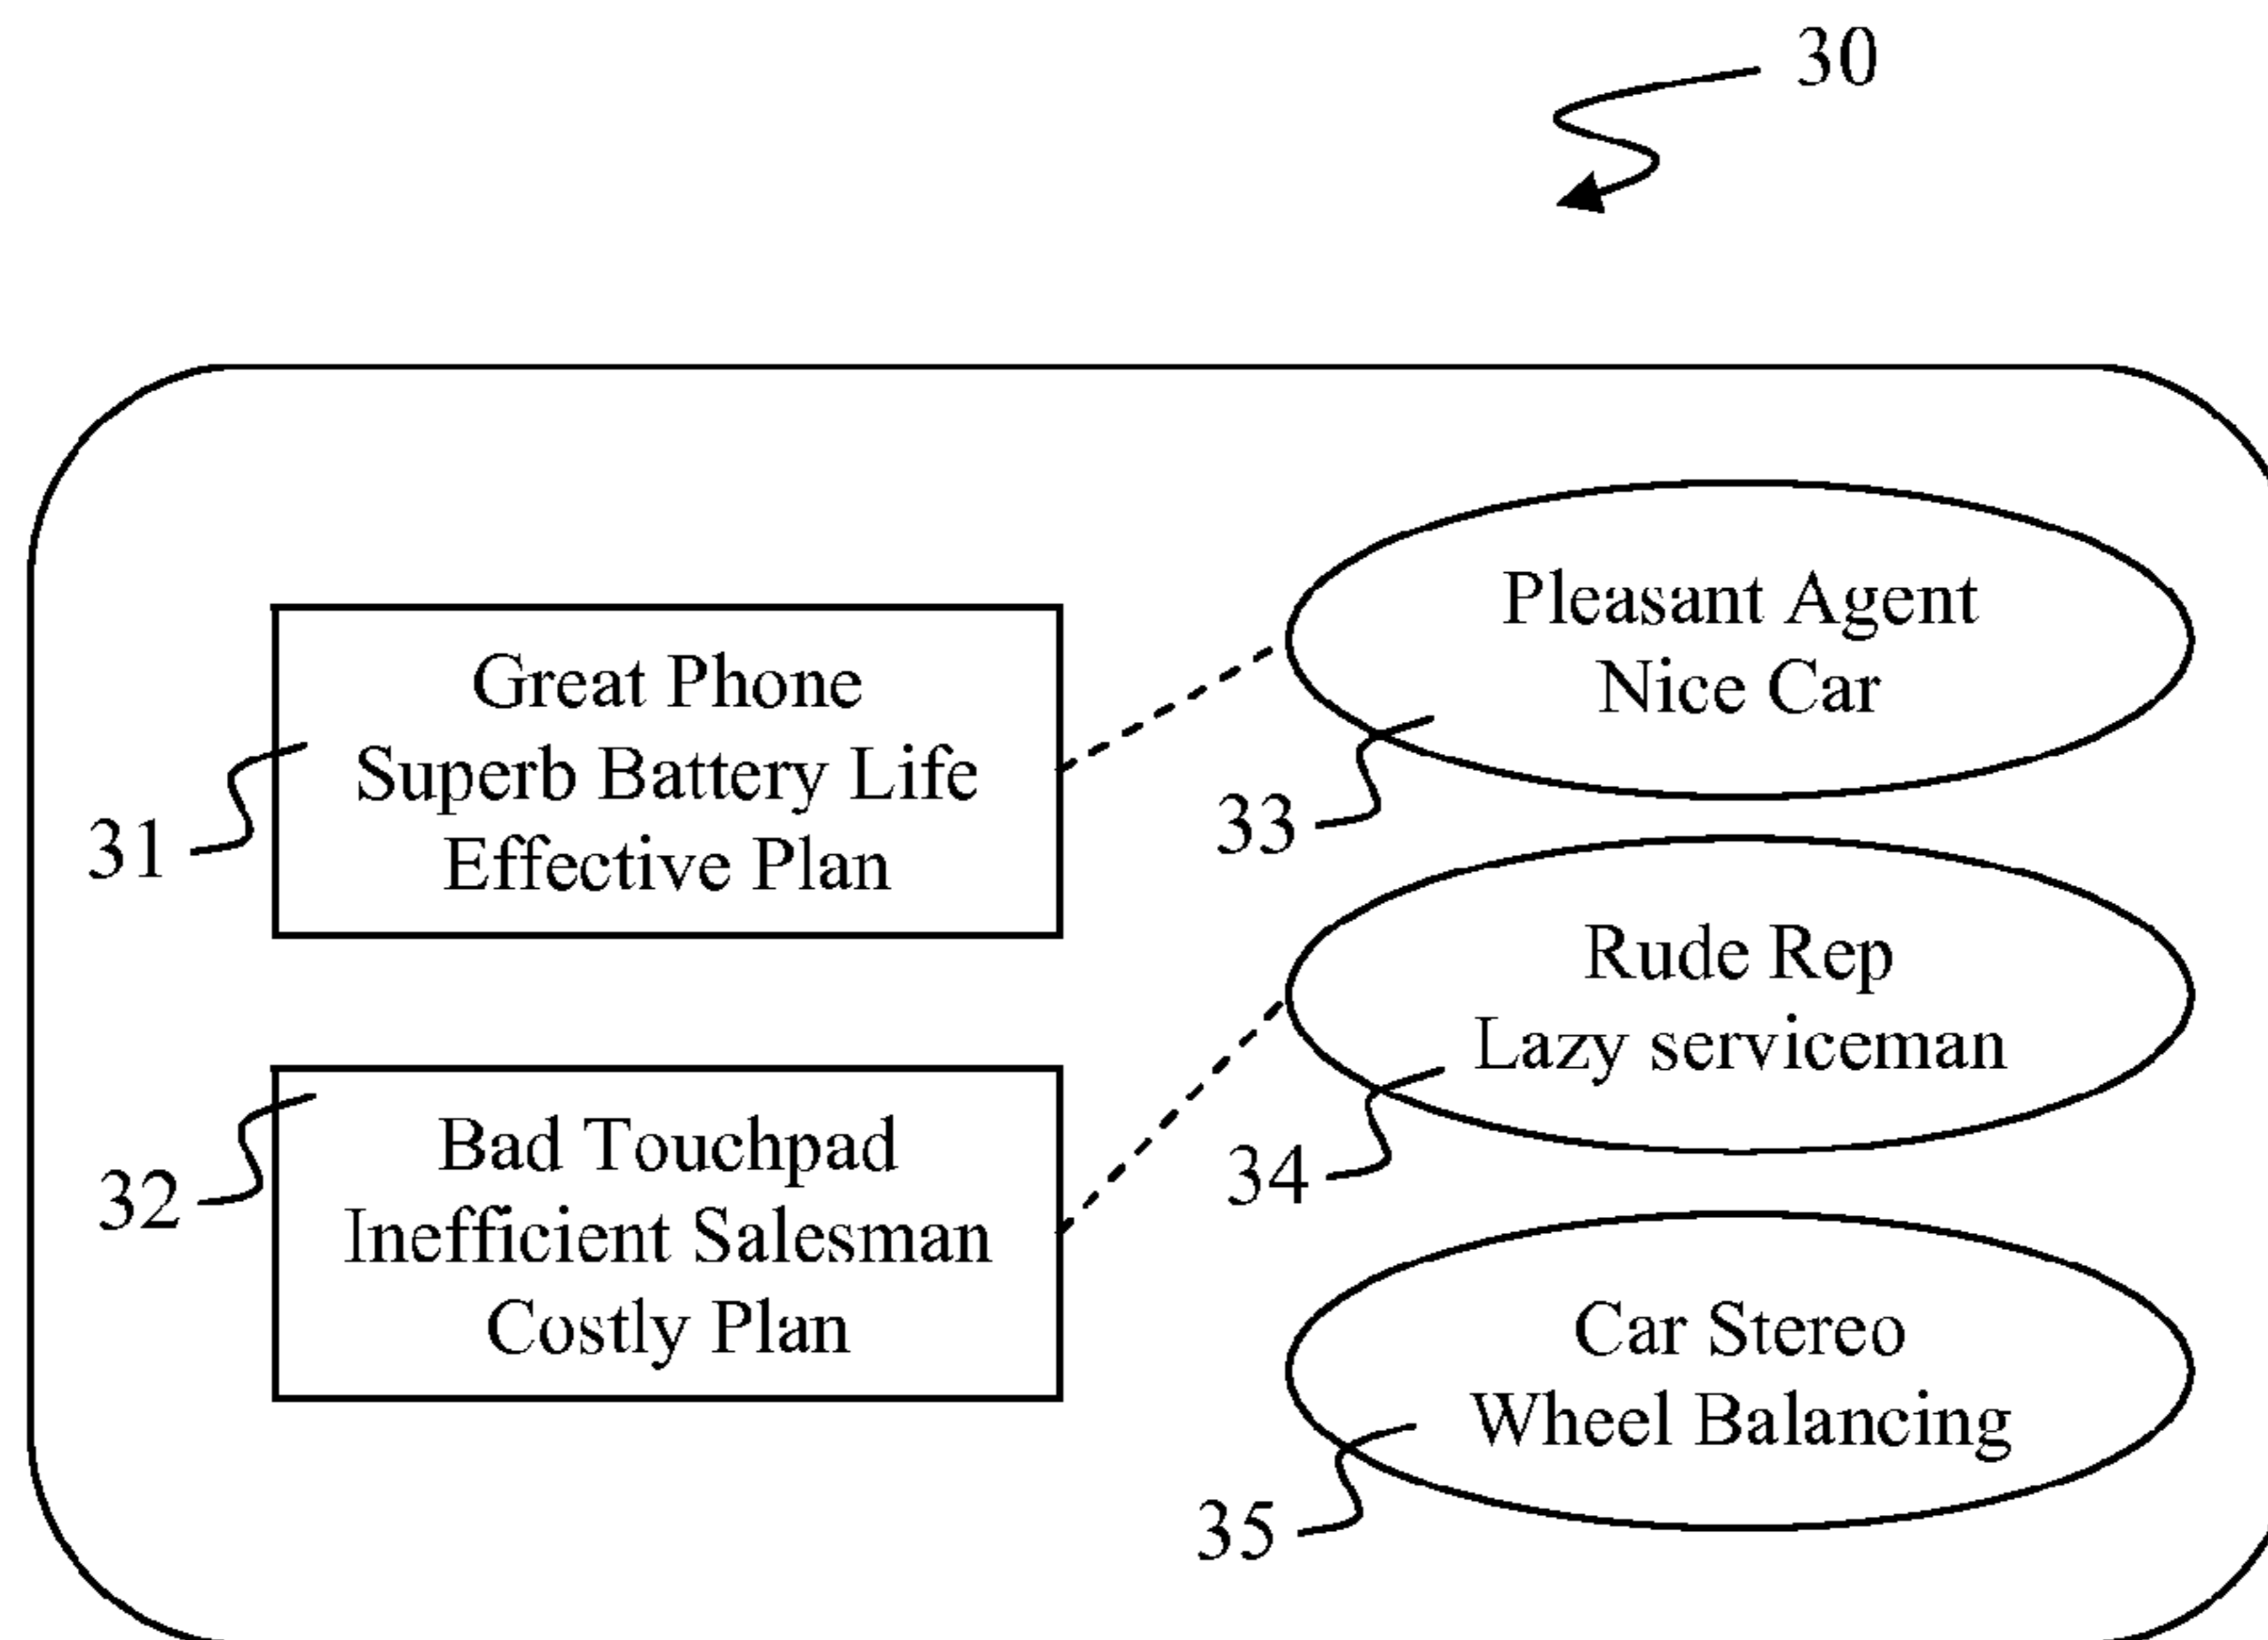 30
Great Phone
Superb Battery Life
Effective Plan
31
Bad Touchpad
Inefficient Salesman
Costly Plan
32
Pleasant Agent
Nice Car
33
Rude Rep
Lazy serviceman
34
Car Stereo
Wheel Balancing
35